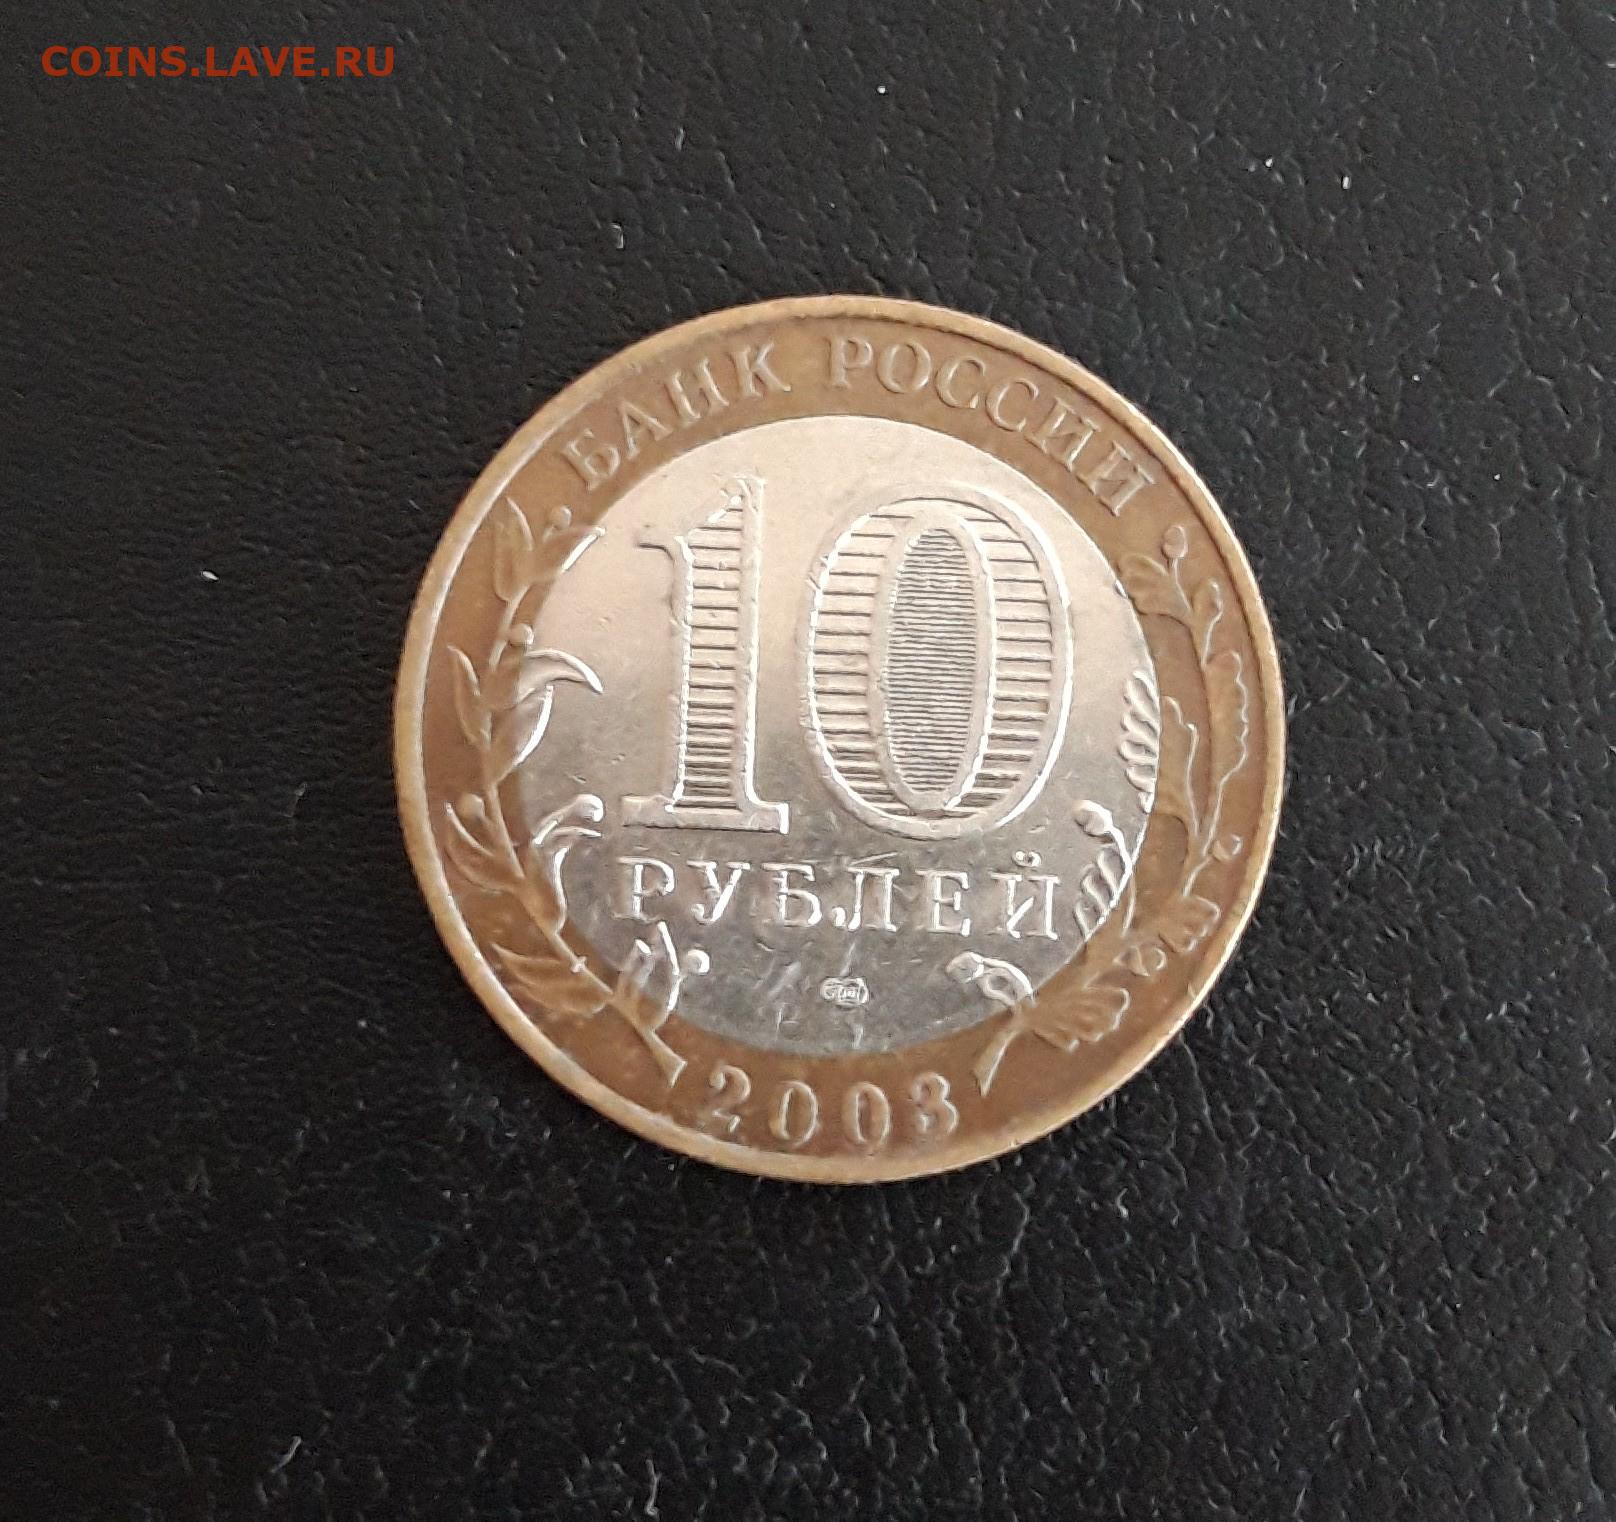 COINS.LAVE.RU
БАНК РОССИИ
10
РУБЛЕЙ
2003